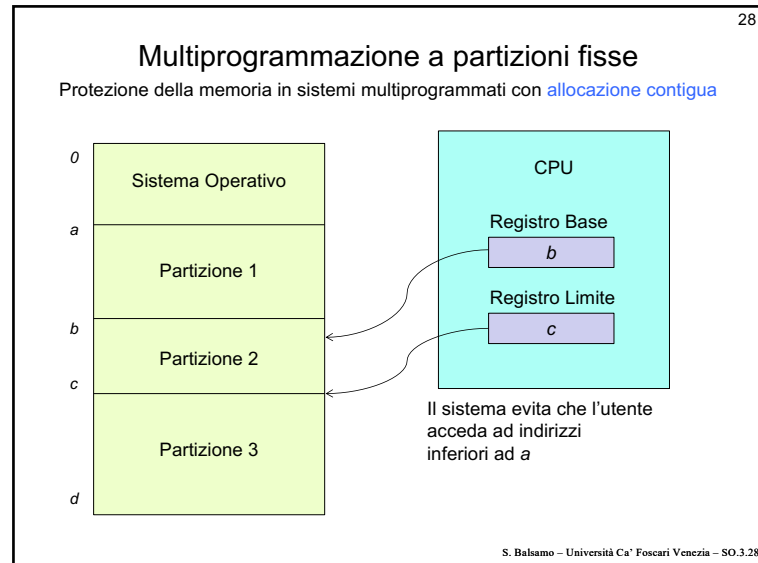 28
Multiprogrammazione a partizioni fisse
Protezione della memoria in sistemi multiprogrammati con allocazione contigua
0
Sistema Operativo
a
Partizione 1
b
Partizione 2
c
Partizione 3
d
CPU
Registro Base
b
Registro Limite
c
Il sistema evita che l'utente
acceda ad indirizzi
inferiori ad a
S. Balsamo – Università Ca' Foscari Venezia – SO.3.28